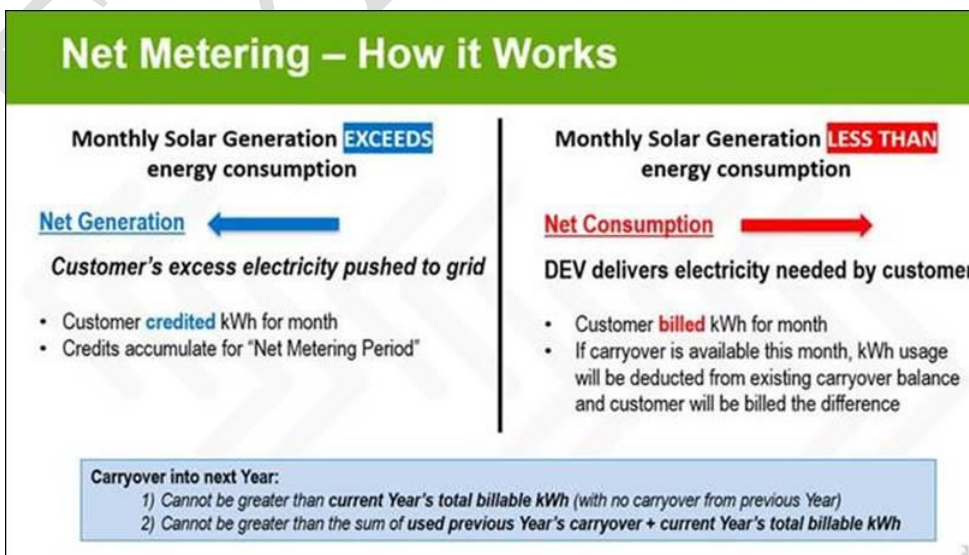 Net Metering – How it Works
Monthly Solar Generation EXCEEDS
energy consumption
Net Generation
Customer's excess electricity pushed to grid
• Customer credited kWh for month
• Credits accumulate for "Net Metering Period"
Monthly Solar Generation LESS THAN
energy consumption
Net Consumption
DEV delivers electricity needed by customer
• Customer billed kWh for month
• If carryover is available this month, kWh usage
will be deducted from existing carryover balance
and customer will be billed the difference
Carryover into next Year:
1) Cannot be greater than current Year's total billable kWh (with no carryover from previous Year)
2) Cannot be greater than the sum of used previous Year's carryover + current Year's total billable kWh